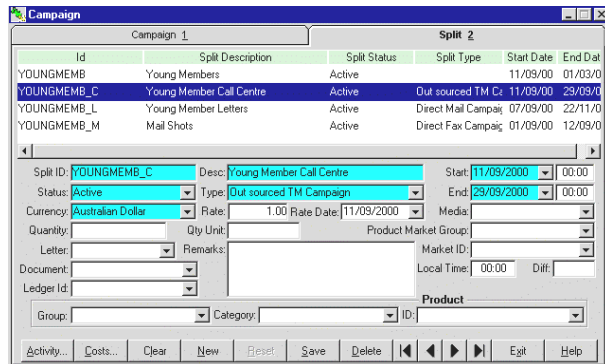 Campaign
Campaign 1 Split 2
Id Split Description Split Status Split Type Start Date End Dat
YOUNGMEMB Young Members Active 11/09/00 01/03/0
YOUNGMEMB_C Young Member Call Centre Active Out sourced TM Ca 11/09/00 29/09/0
YOUNGMEMB_L Young Member Letters Active Direct Mail Campaig 07/09/00 22/11/0
YOUNGMEMB_M Mail Shots Active Direct Fax Campaig 01/09/00 12/09/0
Split ID: YOUNGMEMB_C Desc: Young Member Call Centre Start: 11/09/2000 00:00
Status: Active Type: Out sourced TM Campaign End: 29/09/2000 00:00
Currency: Australian Dollar Rate: 1.00 Rate Date: 11/09/2000 Media:
Quantity: Qty Unit: Product Market Group:
Letter: Remarks: Market ID:
Document: Local Time: 00:00 Diff:
Ledger Id:
Product
Group: Category: ID:
Activity... Costs... Clear New Reset Save Delete Exit Help